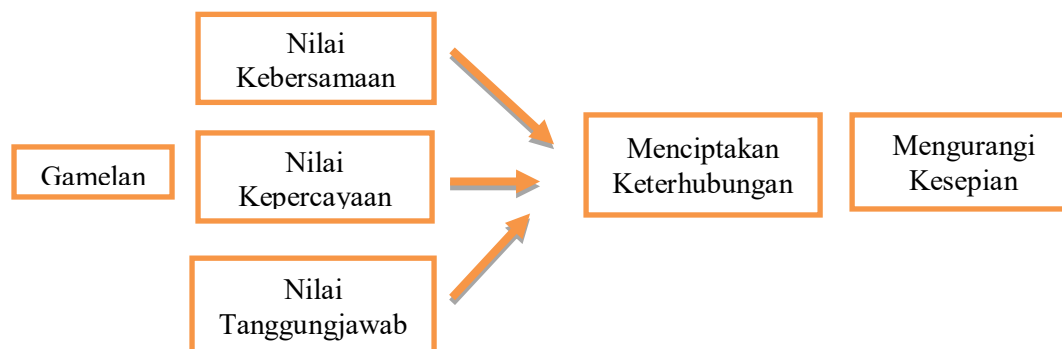 Gamelan
Nilai
Kebersamaan
Nilai
Kepercayaan
Nilai
Tanggungjawab
Menciptakan
Keterhubungan
Mengurangi
Kesepian